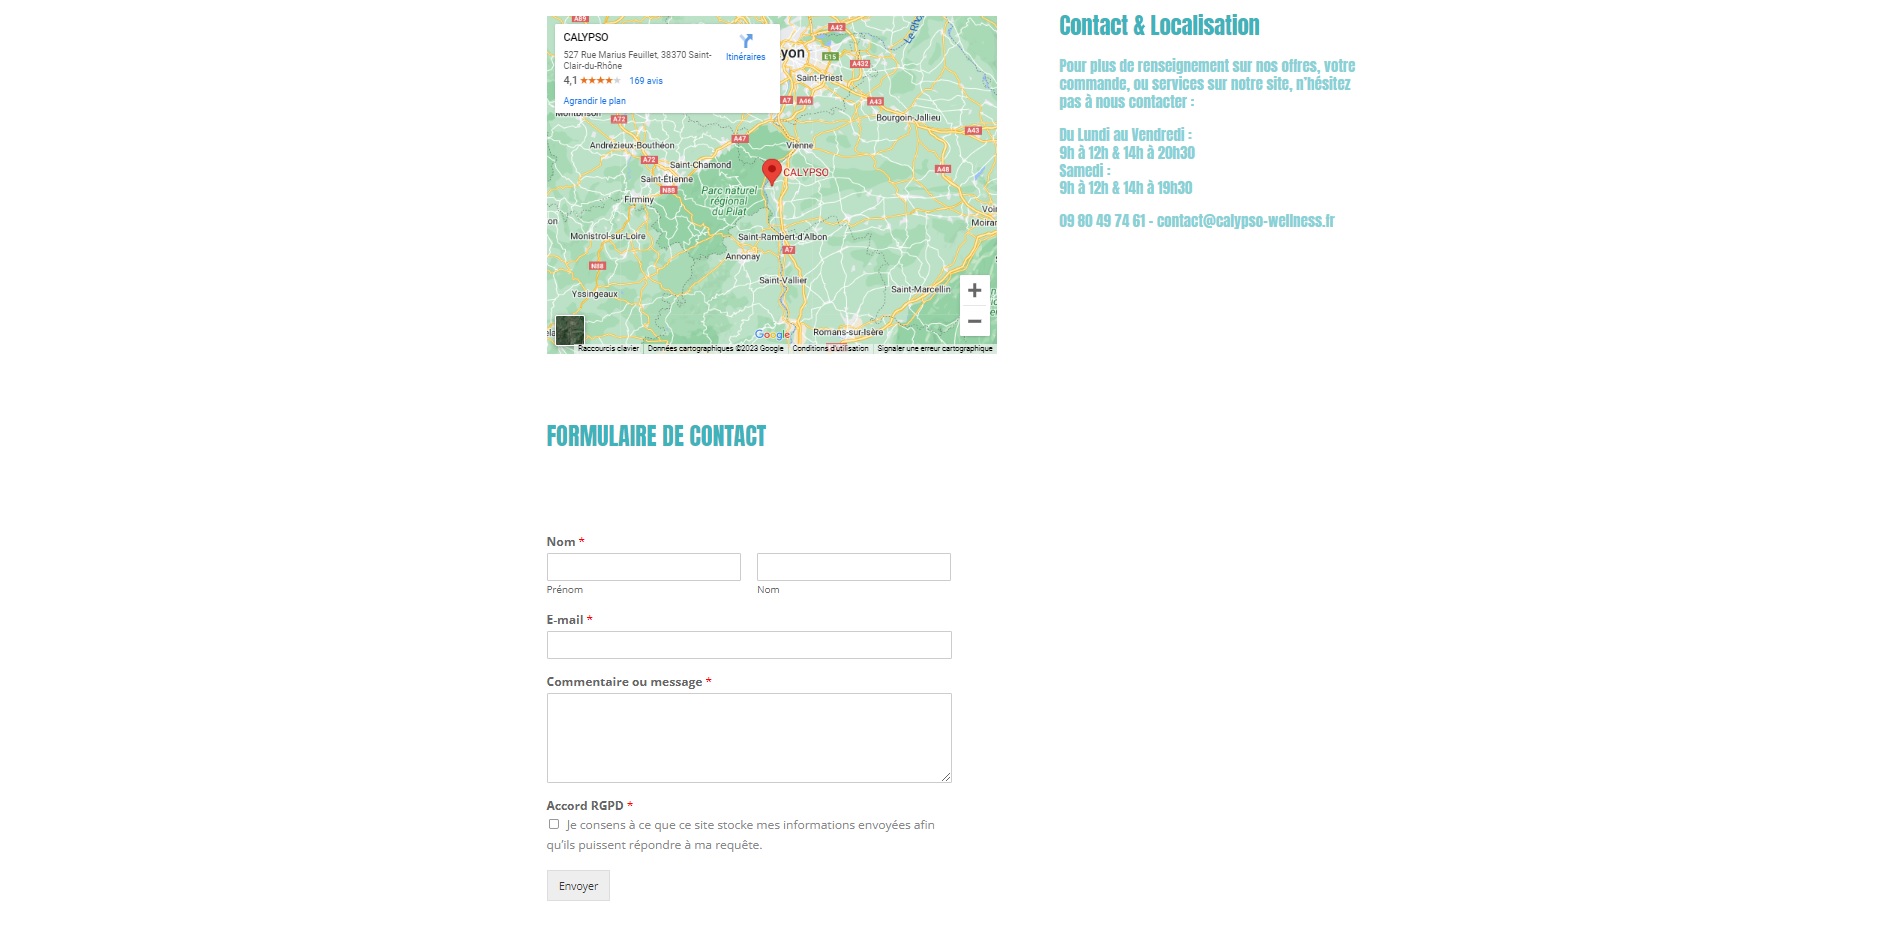 A89
CALYPSO
527 Rue Marius Feuillet, 38370 Saint-
Clair-du-Rhône
4,1
169 avis
Itinéraires
Agrandir le plan
A42
yon
E15
A432
Saint-Priest
A7
A46
A43
Montbrison
A72
Bourgoin-Jallieu
A43
A47
Andrézieux-Bouthéon
Vienne
A72
Saint-Chamond
A48
CALYPSO
Saint-Étienne
N88
Parc naturel
régional
du Pilat
Firminy
Voir
Moirar
on
Monistrol-sur-Loire
Saint-Rambert-d'Albon
A7
Annonay
N88
Saint-Vallier
Saint-Marcellin
Yssingeaux
Google
Romans-sur-Isère
Raccourcis clavier
Données cartographiques ©2023 Google
Conditions d'utilisation
Signaler une erreur cartographique
Contact & Localisation
Pour plus de renseignement sur nos offres, votre
commande, ou services sur notre site, n'hésitez
pas à nous contacter :
Du Lundi au Vendredi :
9h à 12h & 14h à 20h30
Samedi :
9h à 12h & 14h à 19h30
09 80 49 74 61 - contact@calypso-wellness.fr
FORMULAIRE DE CONTACT
Nom *
Prénom
Nom
E-mail *
Commentaire ou message *
Accord RGPD *
Je consens à ce que ce site stocke mes informations envoyées afin
qu'ils puissent répondre à ma requête.
Envoyer